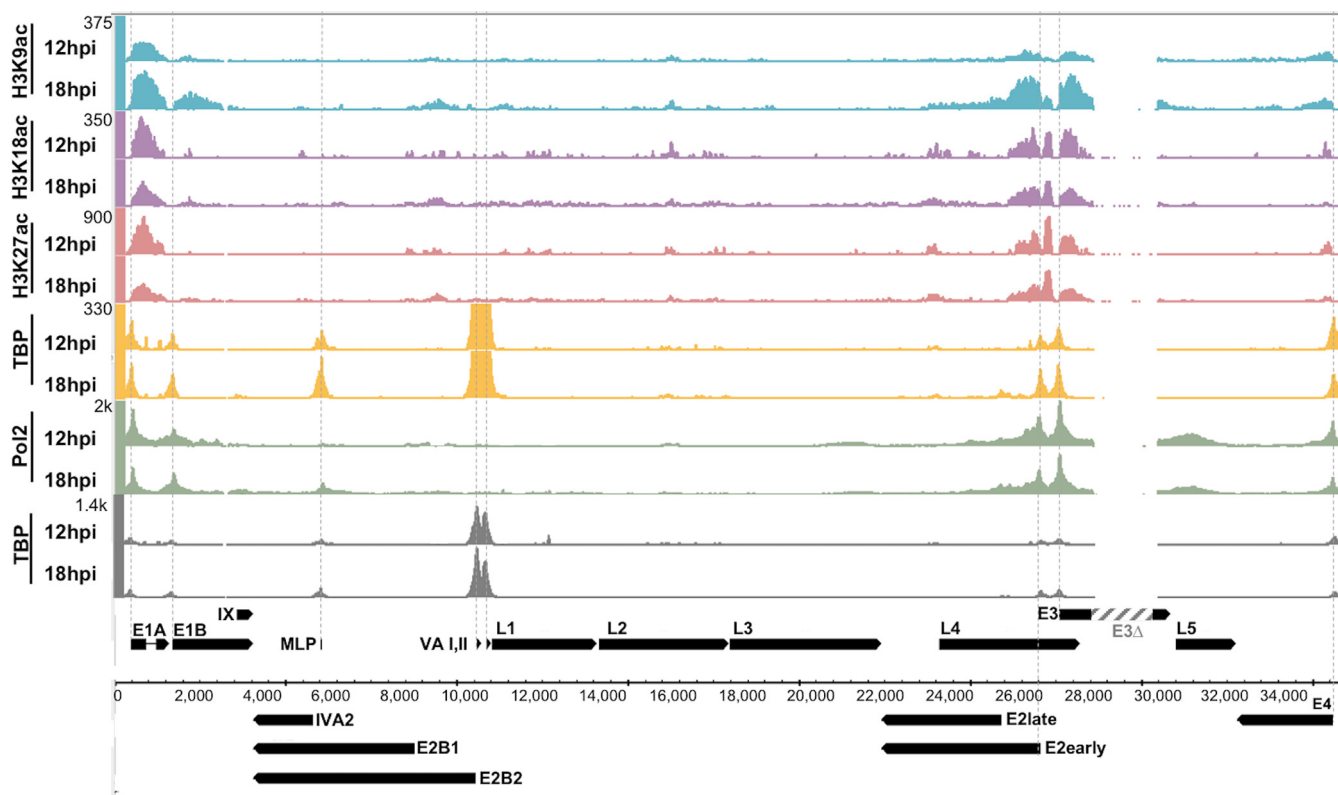 375
H3K9ac
12hpi
18hpi
350
H3K18ac
12hpi
18hpi
900
H3K27ac
12hpi
18hpi
330
TBP
12hpi
18hpi
2k
Pol2
12hpi
18hpi
1.4k
TBP
12hpi
18hpi
IX E3
E1A E1B MLP VA I,II L1 L2 L3 L4 E3Δ L5
0 2,000 4,000 6,000 8,000 10,000 12,000 14,000 16,000 18,000 20,000 22,000 24,000 26,000 28,000 30,000 32,000 34,000
E4
IVA2 E2late
E2B1 E2early
E2B2